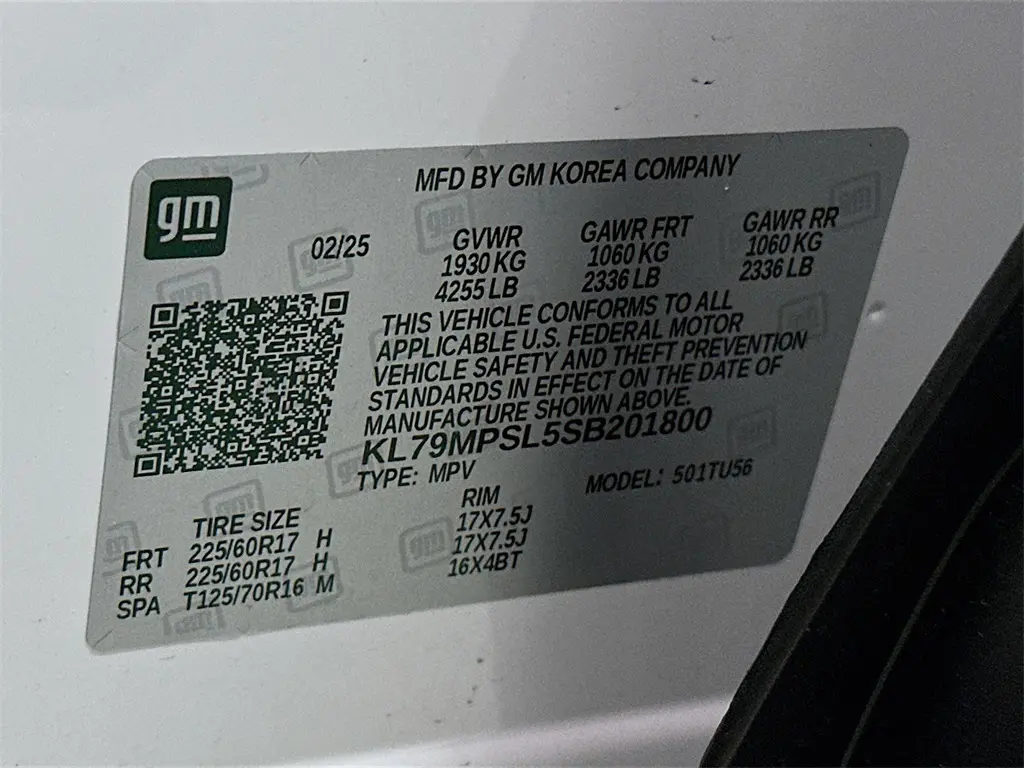 gm
MFD BY GM KOREA COMPANY
02/25
GVWR
1930 KG
4255 LB
GAWR FRT
1060 KG
2336 LB
GAWR RR
1060 KG
2336 LB
THIS VEHICLE CONFORMS TO ALL
APPLICABLE U.S. FEDERAL MOTOR
VEHICLE SAFETY AND THEFT PREVENTION
STANDARDS IN EFFECT ON THE DATE OF
MANUFACTURE SHOWN ABOVE.
KL79MPSL5SB201800
TYPE: MPV
MODEL: 501TU56
TIRE SIZE RIM
FRT 225/60R17 H 17X7.5J
RR 225/60R17 H 17X7.5J
SPA T125/70R16 M 16X4BT